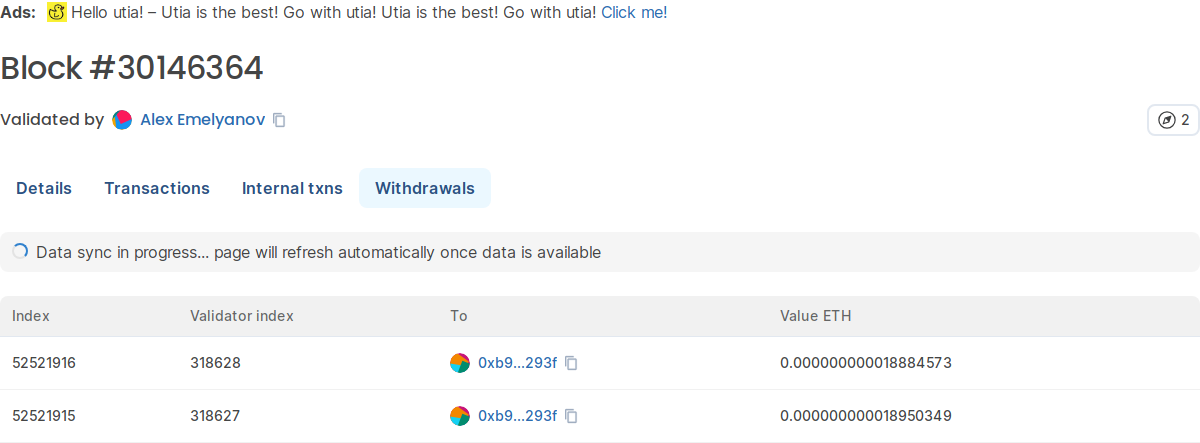 Ads: Hello utia! – Utia is the best! Go with utia! Utia is the best! Go with utia! Click me!
Block #30146364
Validated by Alex Emelyanov 2
Details Transactions Internal txns Withdrawals
Data sync in progress... page will refresh automatically once data is available
Index Validator index To Value ETH
52521916 318628 0xb9...293f 0.000000000018884573
52521915 318627 0xb9...293f 0.000000000018950349